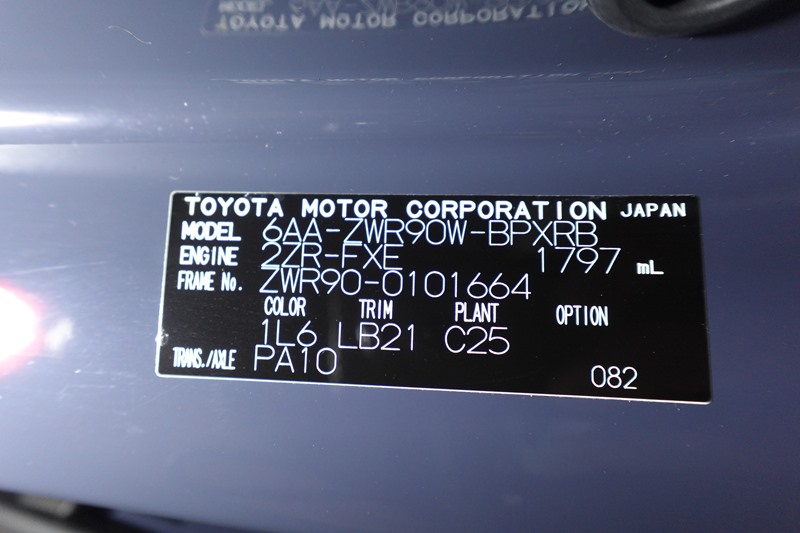 TOYOTA MOTOR CORPORATION JAPAN
MODEL 6AA-ZWR90W-BPXRB
ENGINE 2ZR-FXE 1797 mL
FRAME No. ZWR90-0101664
COLOR TRIM PLANT OPTION
1L6 LB21 C25
TRANS./AXLE PA10
082